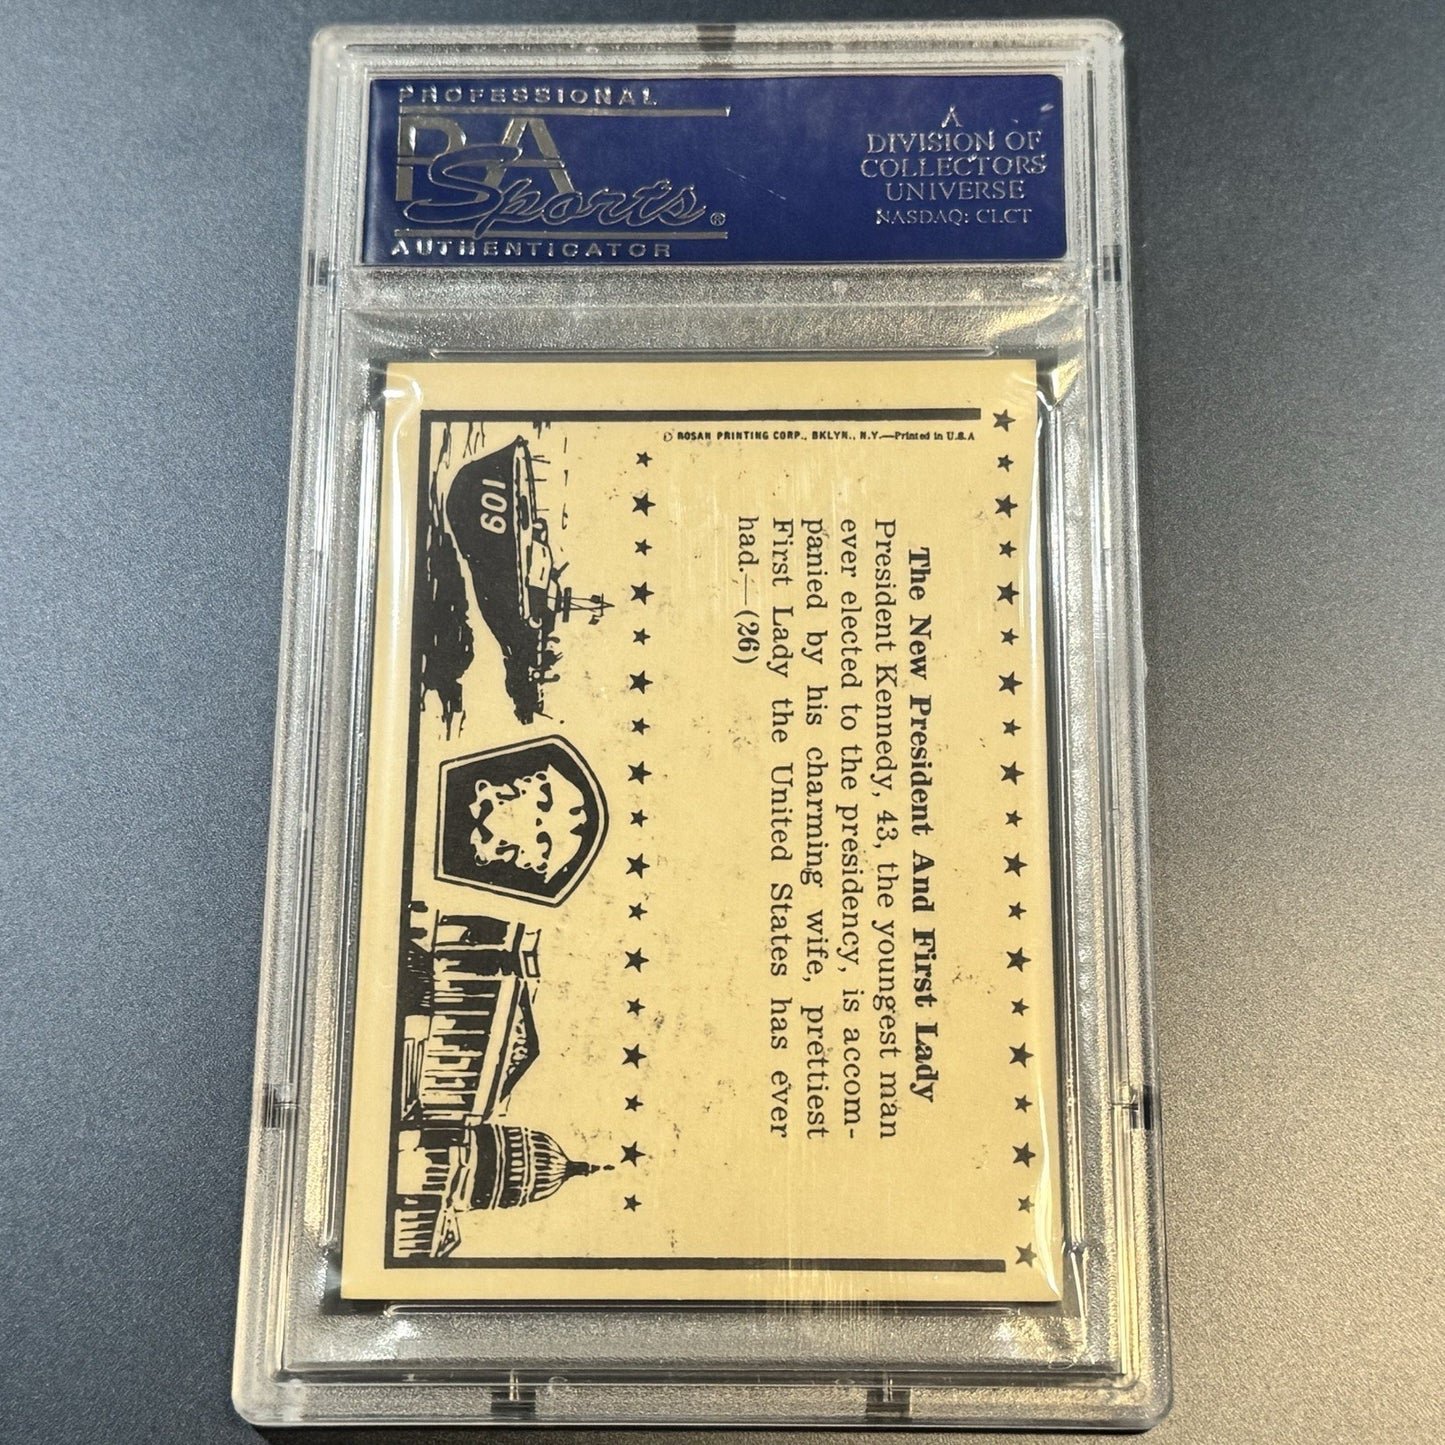 PROFESSIONAL
PSA
Sports®
AUTHENTICATOR
A
DIVISION OF
COLLECTORS
UNIVERSE
NASDAQ: CLCT
The New President And First Lady
President Kennedy, 43, the youngest man
ever elected to the presidency, is accom-
panied by his charming wife, prettiest
First Lady the United States has ever
had.—(26)
© ROSAN PRINTING CORP., BKLYN., N.Y.—Printed in U.S.A
109